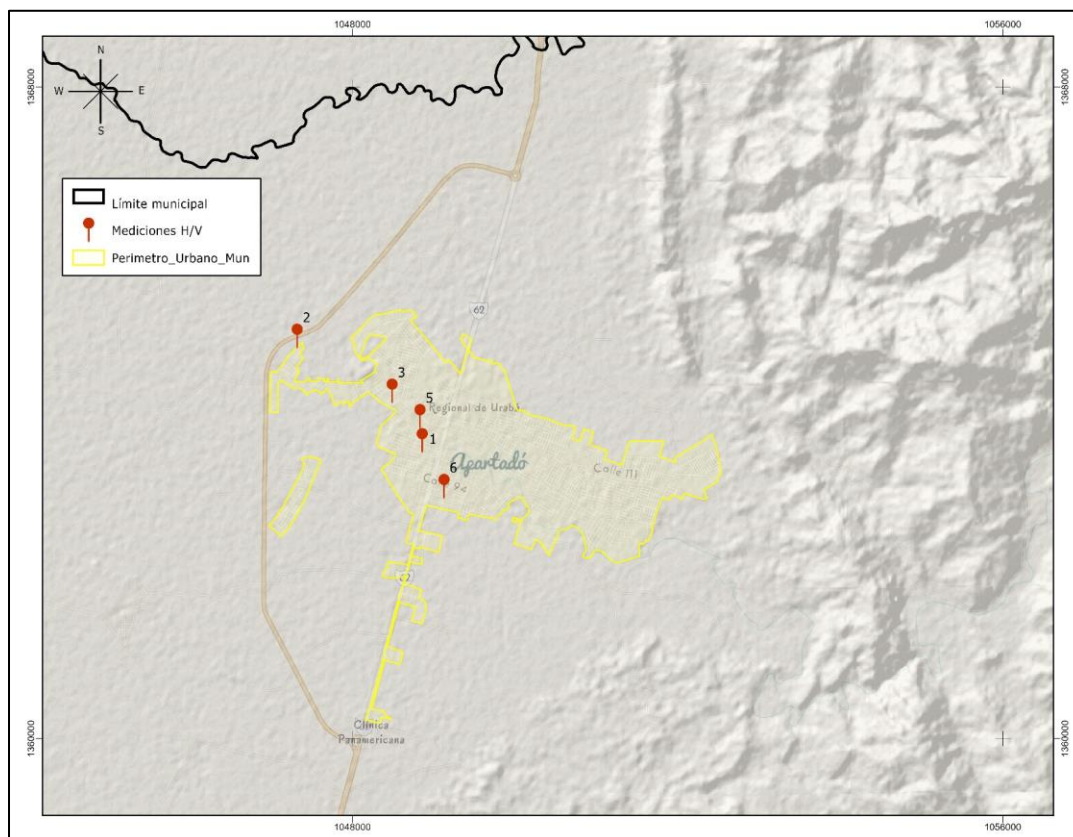 1048000
1056000
1368000
1368000
N
W
E
S
Límite municipal
Mediciones H/V
Perimetro_Urbano_Mun
62
2
3
5
Regional de Urabá
1
Apartadó
6
Calle 111
Clínica
Panamericana
1360000
1360000
1048000
1056000